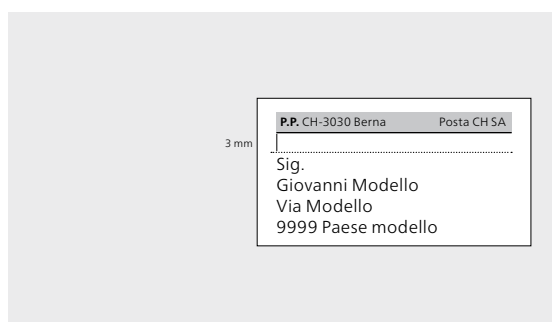 P.P. CH-3030 Berna Posta CH SA
3 mm
Sig.
Giovanni Modello
Via Modello
9999 Paese modello